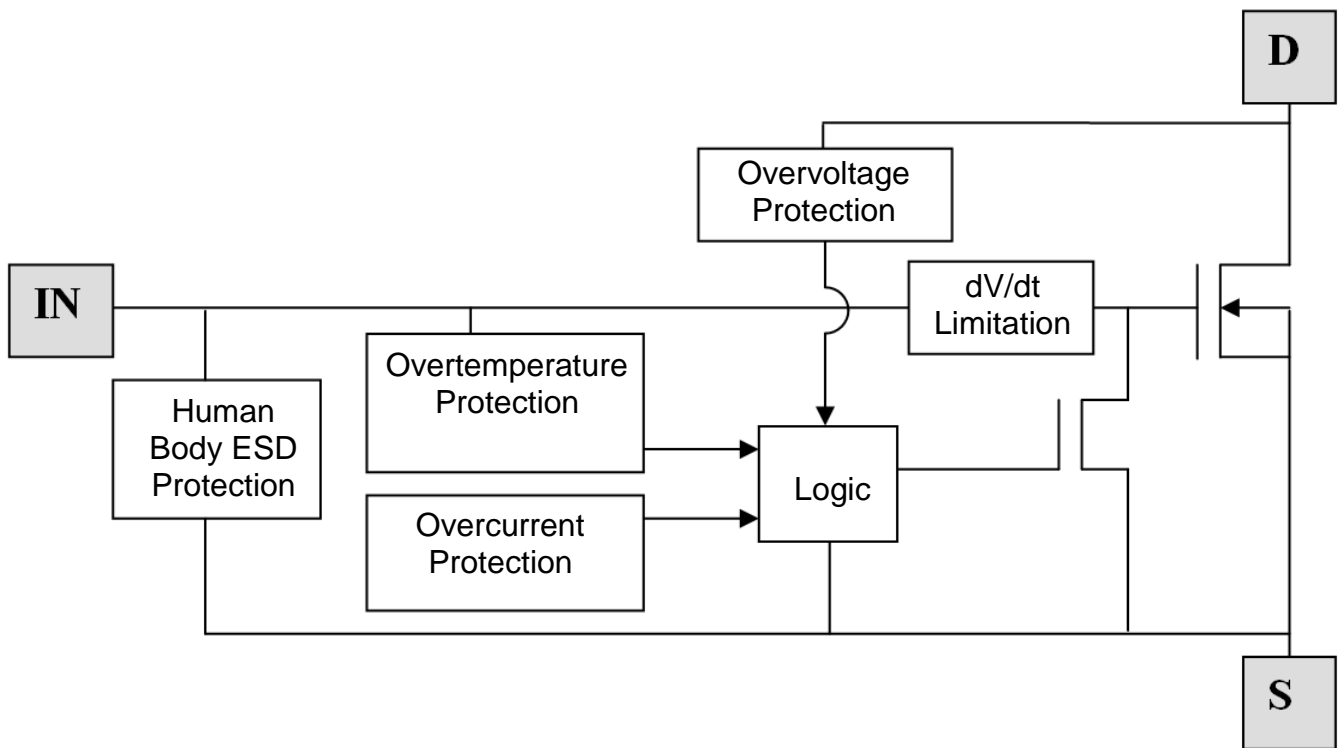 D
Overvoltage
Protection
IN
dV/dt
Limitation
Overtemperature
Protection
Human
Body ESD
Protection
Logic
Overcurrent
Protection
S